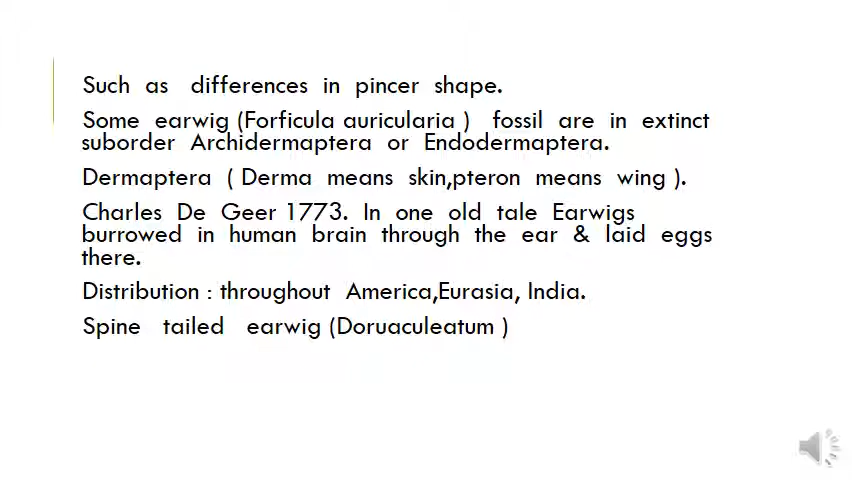 Such as differences in pincer shape.
Some earwig (Forficula auricularia ) fossil are in extinct
suborder Archidermaptera or Endodermaptera.
Dermaptera ( Derma means skin,pteron means wing ).
Charles De Geer 1773. In one old tale Earwigs
burrowed in human brain through the ear & laid eggs
there.
Distribution : throughout America,Eurasia, India.
Spine tailed earwig (Doruaculeatum )